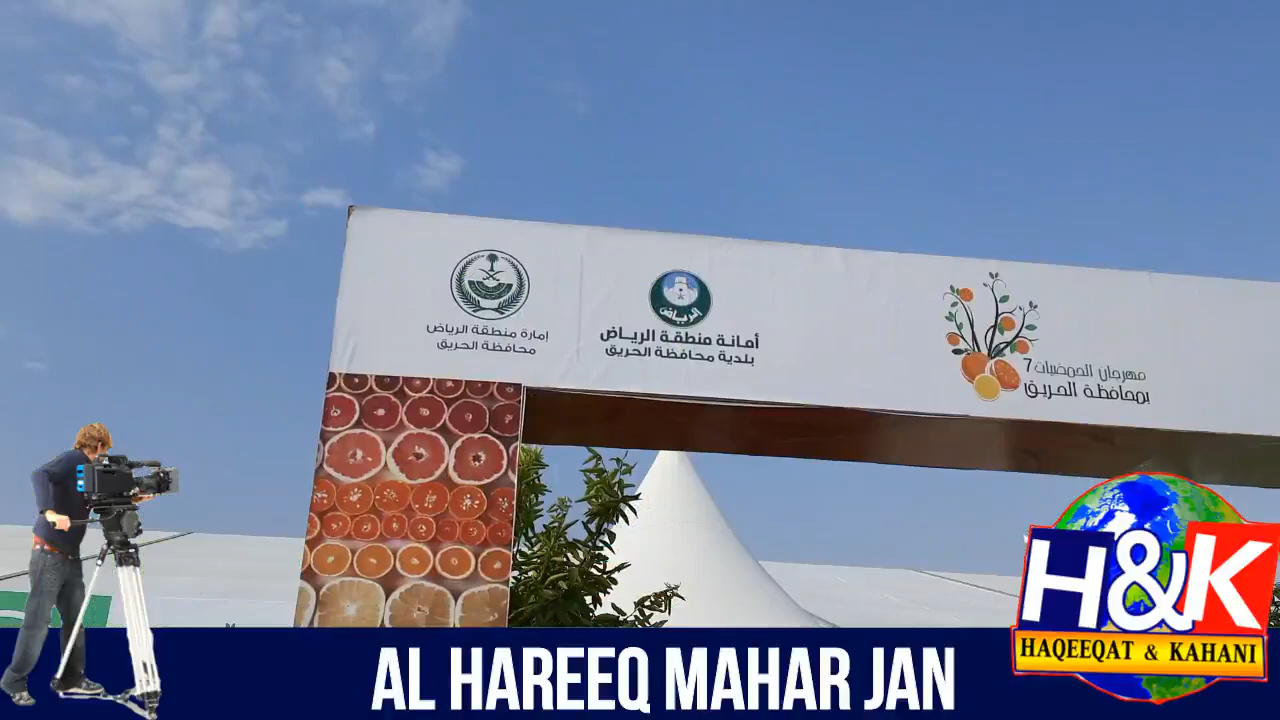 إمارة منطقة الرياض
محافظة الحريق
الرياض
أمانة منطقة الرياض
بلدية محافظة الحريق
مهرجان الحمضيات 7
بمحافظة الحريق
H&K
HAQEEQAT & KAHANI
AL HAREEQ MAHAR JAN